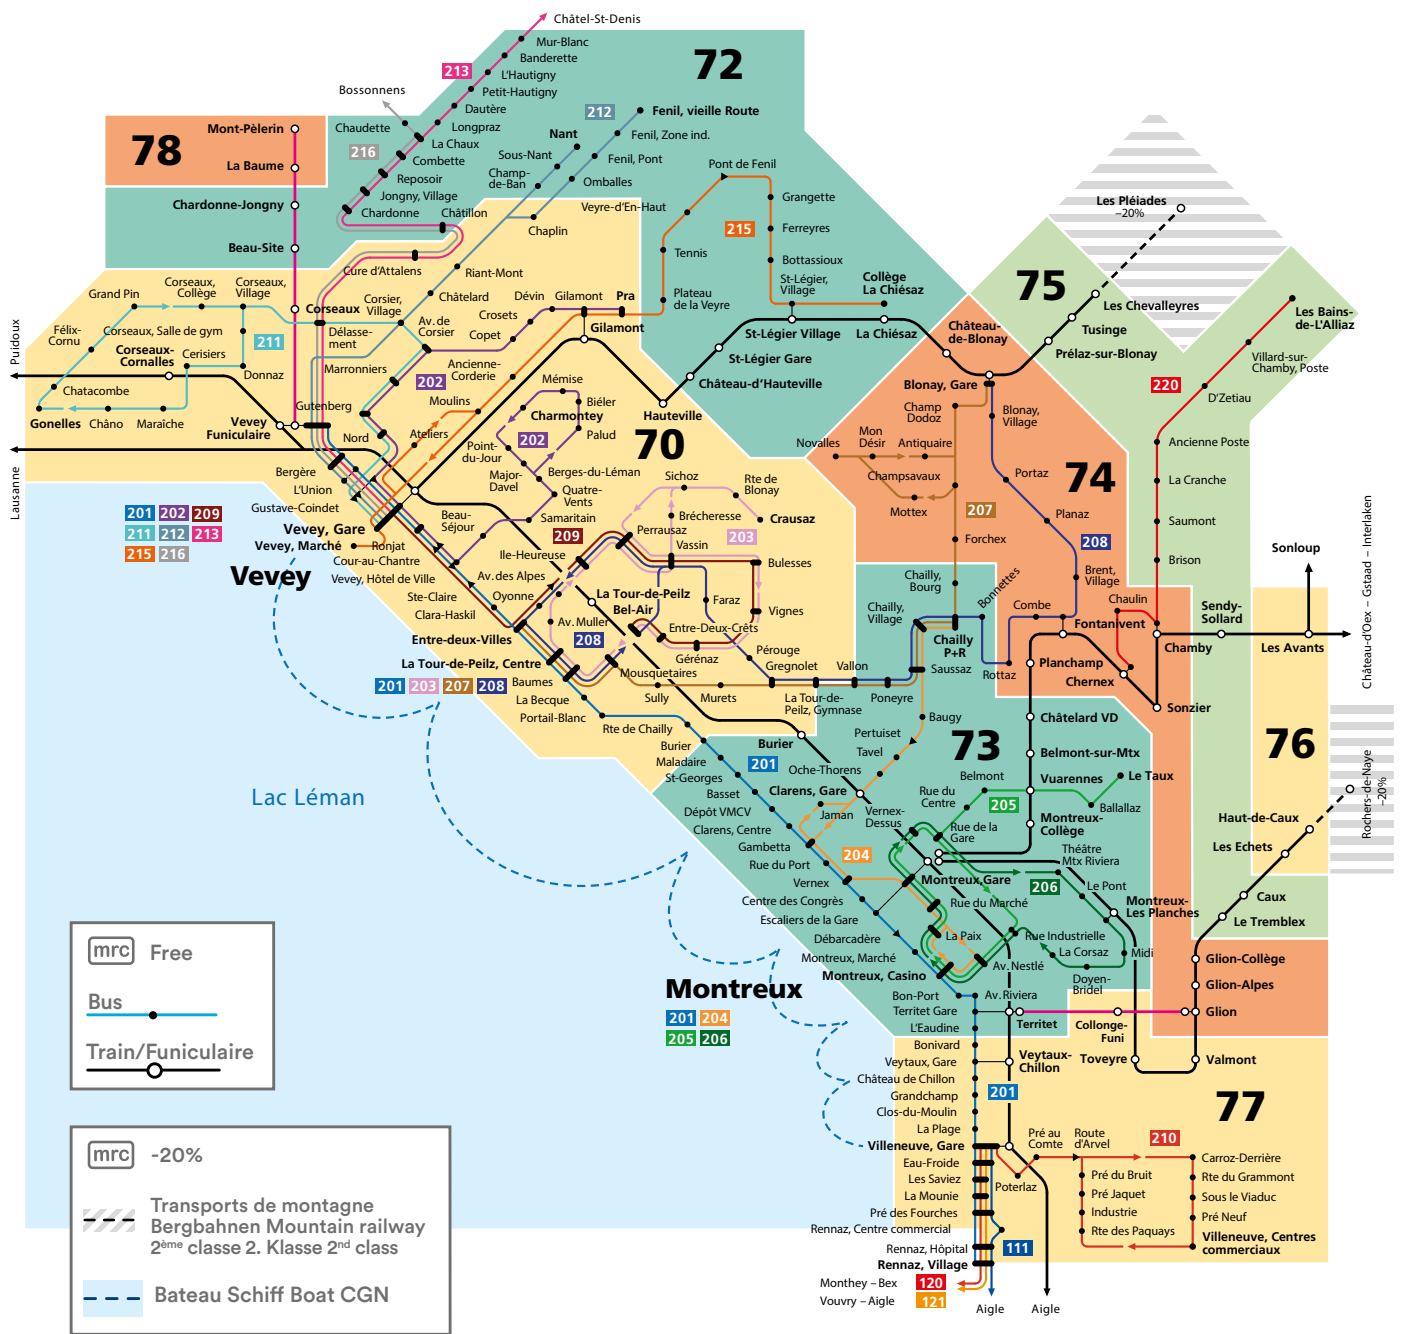 Châtel-St-Denis
Mur-Blanc
Banderette
L'Hautigny
Petit-Hautigny
Dautère
Longpraz
La Chaux
Combette
Reposoir
Jongny, Village
Chardonne
Châtillon
213
72
Bossonnens
Chaudette
216
212
Fenil, vieille Route
Fenil, Zone ind.
Fenil, Pont
Omballes
Nant
Sous-Nant
Champ-
de-Ban
Chaplin
78
Mont-Pèlerin
La Baume
Chardonne-Jongny
Beau-Site
Corseaux
Pont de Fenil
Veyre-d'En-Haut
Grangette
Ferreyres
215
Tennis
Bottassioux
St-Légier,
Village
Collège
La Chiésaz
Plateau
de la Veyre
Les Pléiades
–20%
75
Les Chevalleyres
Tusinge
Prélaz-sur-Blonay
Château-
de-Blonay
St-Légier Village
La Chiésaz
St-Légier Gare
Château-d'Hauteville
Hauteville
Les Bains-
de-L'Alliaz
Villard-sur-
Chamby, Poste
220
D'Zetiau
Ancienne Poste
La Cranche
Saumont
Brison
Cure d'Attalens
Riant-Mont
Châtelard
Corsier,
Village
Av. de
Corsier
Délasse-
ment
Marronniers
Grand Pin
Corseaux,
Collège
Corseaux,
Village
Félix-
Cornu
Corseaux, Salle de gym
211
Corseaux-
Cornalles
Cerisiers
Donnaz
Chatacombe
Gonelles
Châno
Maraîche
Puidoux
Lausanne
Vevey
Funiculaire
Gutenberg
Nord
Bergère
L'Union
Gustave-Coindet
Vevey, Gare
Vevey, Marché
Ronjat
Vevey
201 202 209
211 212 213
215 216
Dévin
Gilamont
Pra
Gilamont
Crosets
Copet
202
Ancienne-
Corderie
Moulins
Ateliers
Mémise
Biéler
Charmontey
Palud
202
Point-
du-Jour
Major-
Davel
Berges-du-Léman
Quatre-
Vents
Samaritain
Beau-
Séjour
70
Sichoz
Rte de
Blonay
Crausaz
Brécheresse
Perrausaz
203
Vassin
Bulesses
209
Ile-Heureuse
Av. des Alpes
Oyonne
La Tour-de-Peilz
Bel-Air
Faraz
Vignes
Entre-Deux-Crêts
Gérénaz
Av. Muller
208
Mousquetaires
Pérouge
Gregnolet
Vallon
Sully
Murets
La Tour-de-
Peilz, Gymnase
Poneyre
Cour-au-Chantre
Vevey, Hôtel de Ville
Ste-Claire
Clara-Haskil
Entre-deux-Villes
La Tour-de-Peilz, Centre
201 203 207 208
Baumes
La Becque
Portail-Blanc
Rte de Chailly
Burier
Maladaire
St-Georges
Basset
Dépôt VMCV
Clarens, Centre
Gambetta
Rue du Port
Vernex
Centre des Congrès
Escaliers de la Gare
Débarcadère
Montreux, Marché
Montreux, Casino
Bon-Port
Territet Gare
L'Eaudine
Bonivard
Veytaux, Gare
Château de Chillon
Grandchamp
Clos-du-Moulin
La Plage
Villeneuve, Gare
Eau-Froide
Les Saviez
La Mounie
Pré des Fourches
Rennaz, Centre commercial
Rennaz, Hôpital
Rennaz, Village
Monthey – Bex
120
Vouvry – Aigle
121
111
Aigle
Aigle
Blonay, Gare
Blonay,
Village
Champ
Dodoz
Novalles
Mon
Désir
Antiquaire
Champsavaux
Mottex
207
Portaz
74
Planaz
208
Forchex
Brent,
Village
Chailly,
Bourg
Bonnettes
Combe
Chailly,
Village
Chailly
P+R
Saussaz
Rottaz
Chaulin
Fontanivent
Planchamp
Chernex
Chamby
Sendy-
Sollard
Sonloup
Les Avants
Sonzier
Château-d'Oex – Gstaad – Interlaken
76
Rochers-de-Naye
–20%
Haut-de-Caux
Les Echets
Caux
Le Tremblex
Glion-Collège
Glion-Alpes
Glion
Valmont
Toveyre
Collonge-
Funi
Territet
Châtelard VD
Belmont-sur-Mtx
Vuarennes
Le Taux
Ballallaz
Belmont
205
Rue du
Centre
Montreux-
Collège
Rue de la
Gare
73
Baugy
Pertuiset
Tavel
Burier
201
Oche-Thorens
Clarens, Gare
Jaman
Vernex-
Dessus
204
Théâtre
Mtx Riviera
206
Le Pont
Montreux-
Les Planches
Montreux,Gare
Rue du Marché
La Paix
Rue Industrielle
La Corsaz
Midi
Doyen-
Bridel
Av. Nestlé
Av. Riviera
Montreux
201 204
205 206
Veytaux-
Chillon
201
77
Pré au
Comte
Route
d'Arvel
210
Poterlaz
Pré du Bruit
Pré Jaquet
Industrie
Rte des Paquays
Carroz-Derrière
Rte du Grammont
Sous le Viaduc
Pré Neuf
Villeneuve, Centres
commerciaux
Lac Léman
mrc Free
Bus
Train/Funiculaire
mrc -20%
Transports de montagne
Bergbahnen Mountain railway
2ème classe 2. Klasse 2nd class
Bateau Schiff Boat CGN